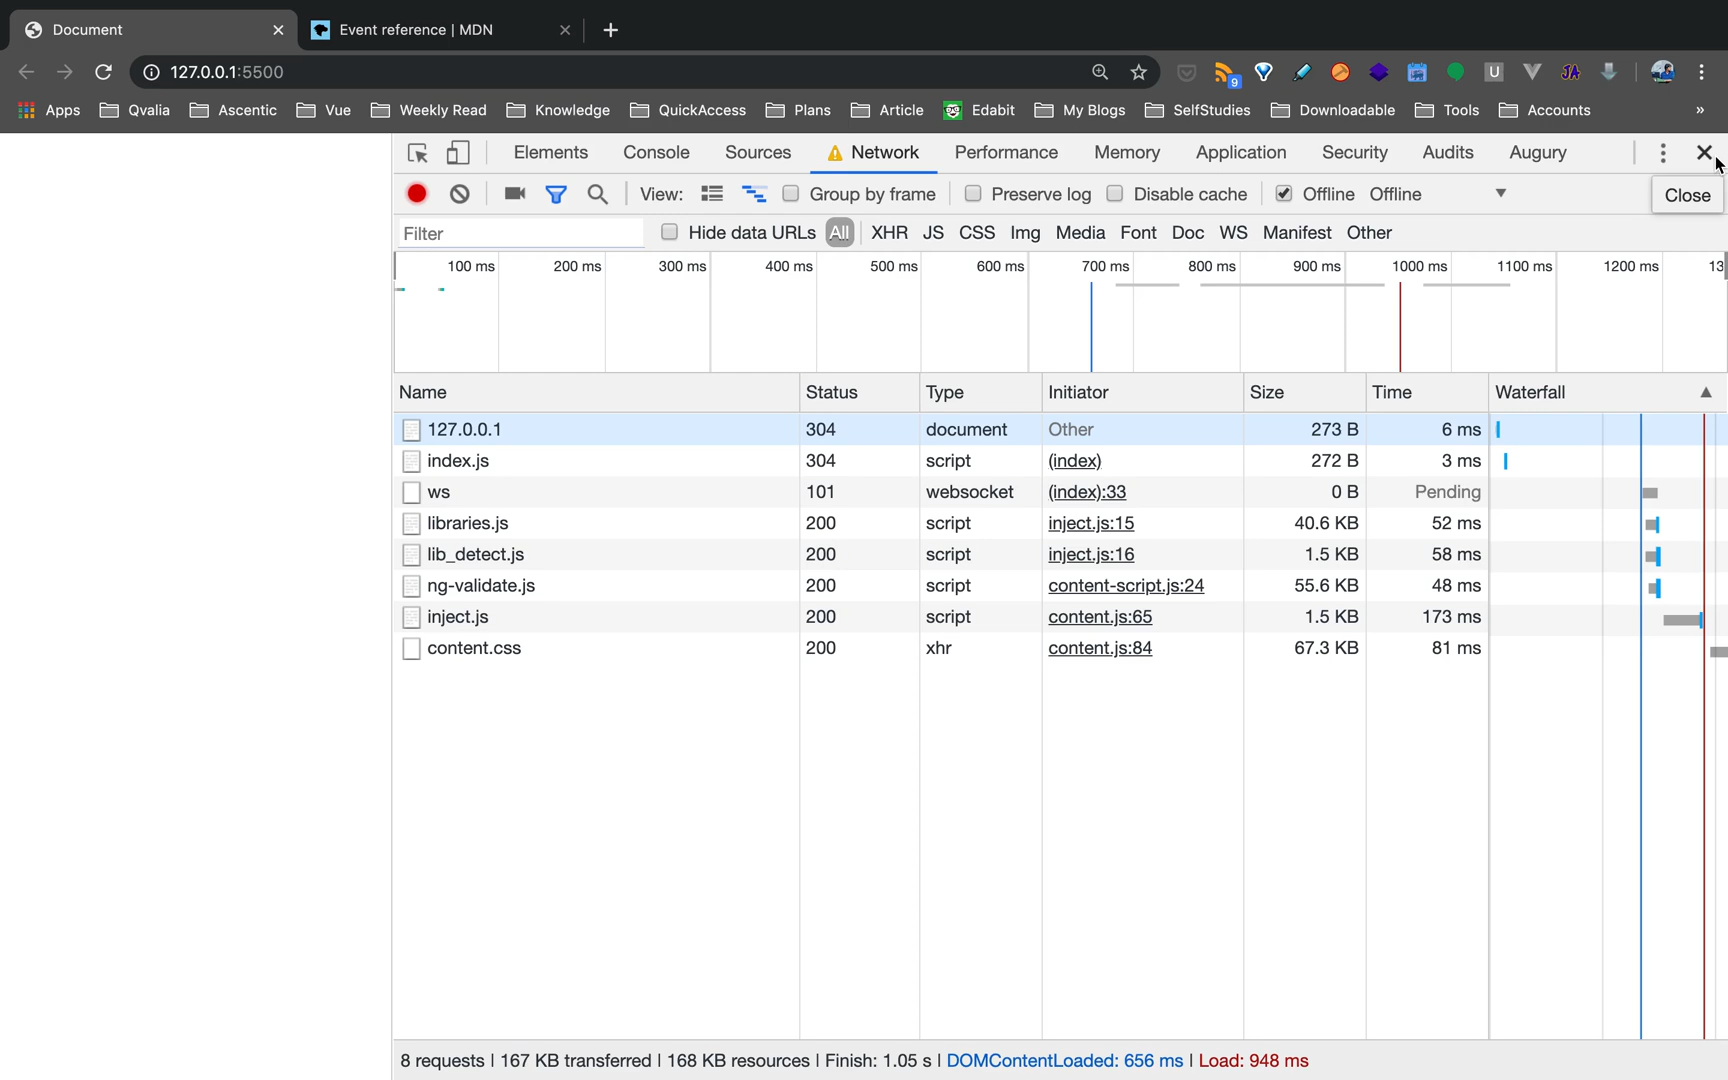 Document
Event reference | MDN
127.0.0.1:5500
9
U
JA
Apps Qvalia Ascentic Vue Weekly Read Knowledge QuickAccess Plans Article Edabit My Blogs SelfStudies Downloadable Tools Accounts »
Elements Console Sources Network Performance Memory Application Security Audits Augury
View: Group by frame Preserve log Disable cache Offline Offline
Close
Filter Hide data URLs All XHR JS CSS Img Media Font Doc WS Manifest Other
100 ms 200 ms 300 ms 400 ms 500 ms 600 ms 700 ms 800 ms 900 ms 1000 ms 1100 ms 1200 ms 13
Name Status Type Initiator Size Time Waterfall
127.0.0.1 304 document Other 273 B 6 ms
index.js 304 script (index) 272 B 3 ms
ws 101 websocket (index):33 0 B Pending
libraries.js 200 script inject.js:15 40.6 KB 52 ms
lib_detect.js 200 script inject.js:16 1.5 KB 58 ms
ng-validate.js 200 script content-script.js:24 55.6 KB 48 ms
inject.js 200 script content.js:65 1.5 KB 173 ms
content.css 200 xhr content.js:84 67.3 KB 81 ms
8 requests | 167 KB transferred | 168 KB resources | Finish: 1.05 s | DOMContentLoaded: 656 ms | Load: 948 ms